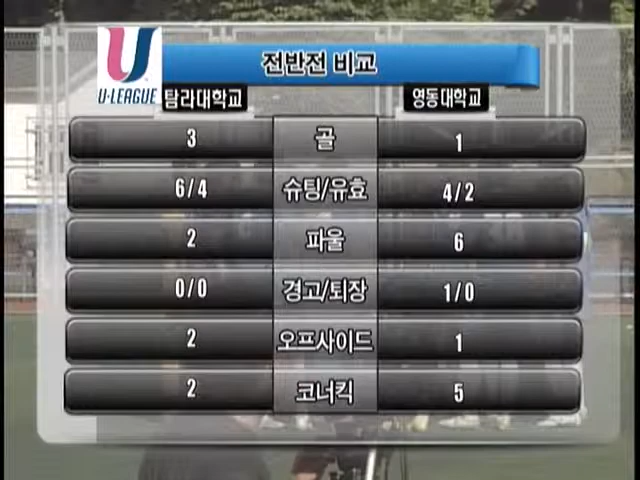 U·LEAGUE
전반전 비교
탐라대학교 영동대학교
3 골 1
6/4 슈팅/유효 4/2
2 파울 6
0/0 경고/퇴장 1/0
2 오프사이드 1
2 코너킥 5